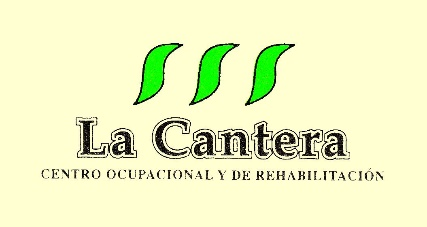 La Cantera
CENTRO OCUPACIONAL Y DE REHABILITACIÓN